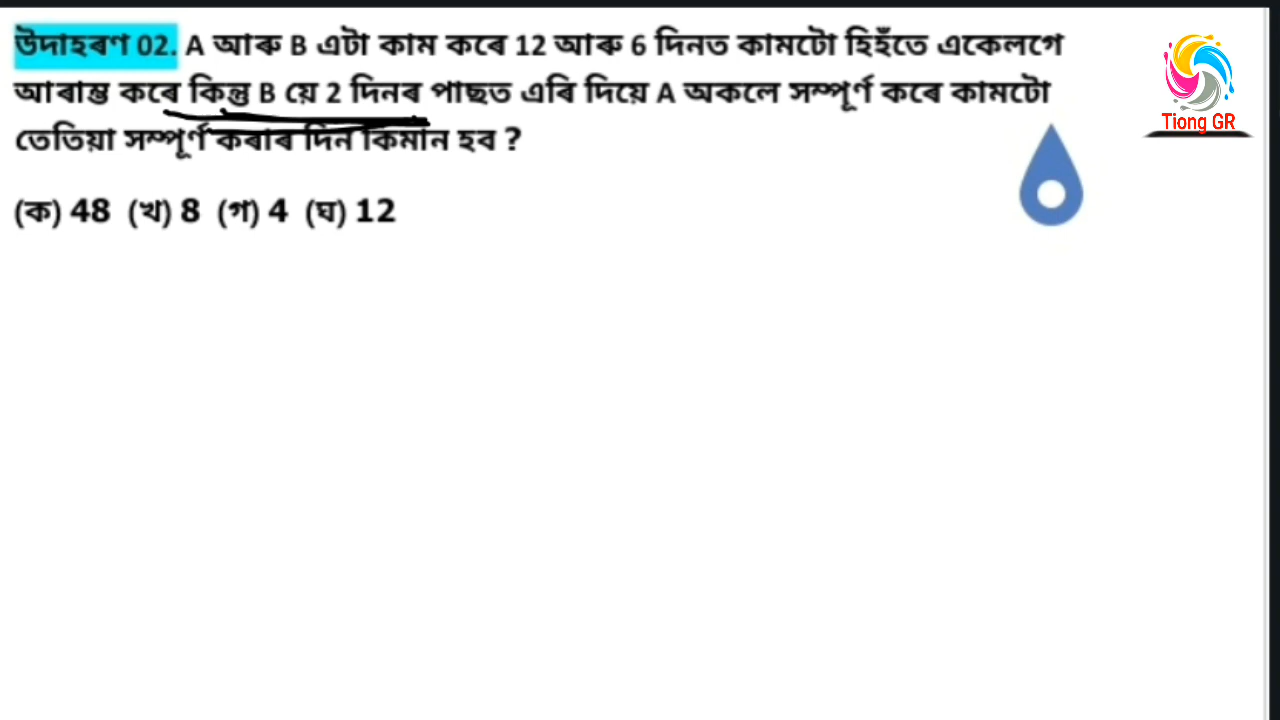 উদাহৰণ 02. A আৰু B এটা কাম কৰে 12 আৰু 6 দিনত কামটো হিহঁতে একেলগে
আৰাম্ভ কৰে কিন্তু B য়ে 2 দিনৰ পাছত এৰি দিয়ে A অকলে সম্পূৰ্ণ কৰে কামটো
তেতিয়া সম্পূৰ্ণ কৰাৰ দিন কিমান হব ?
(ক) 48 (খ) 8 (গ) 4 (ঘ) 12
Tiong GR